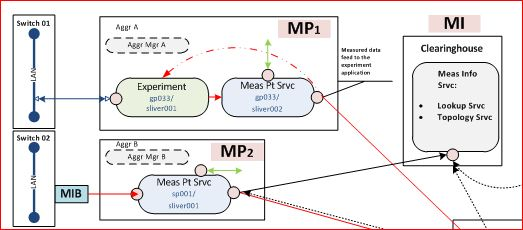 Switch 01
LAN
Aggr A
Aggr Mgr A
MP1
Experiment
gp033/
sliver001
Meas Pt Srvc
gp033/
sliver002
Measured data
feed to the
experiment
application
MI
Clearinghouse
Meas Info
Srvc:
• Lookup Srvc
• Topology Srvc
Switch 02
LAN
MIB
Aggr B
Aggr Mgr B
MP2
Meas Pt Srvc
sp001/
sliver001